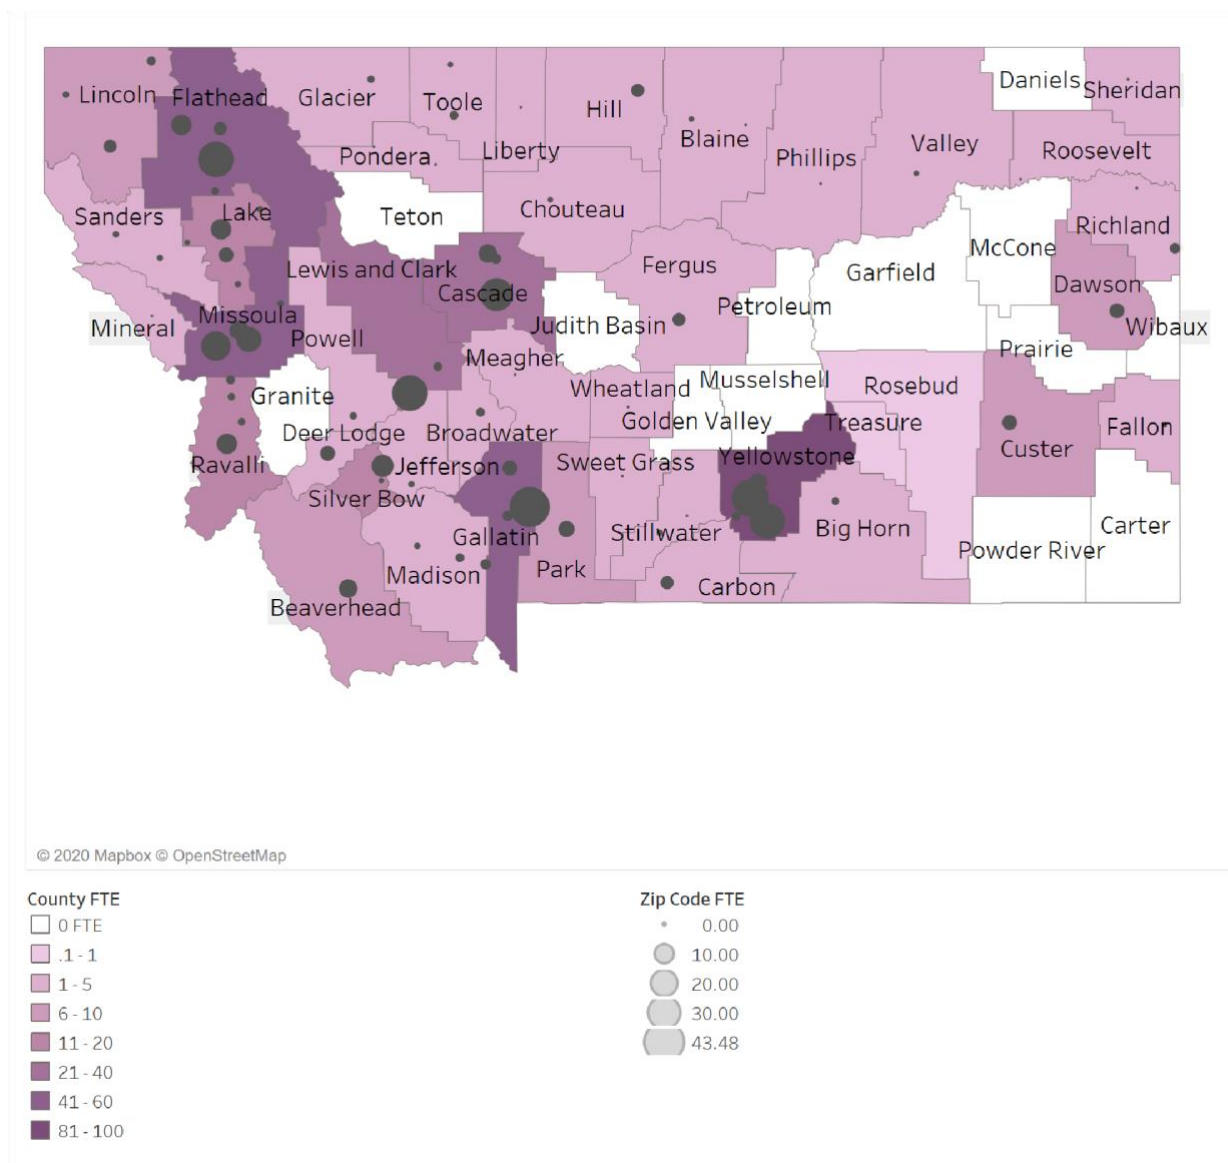 Daniels
Sheridan
Lincoln
Flathead
Glacier
Toole
Hill
Liberty
Blaine
Phillips
Valley
Roosevelt
Pondera
Sanders
Lake
Teton
Chouteau
Richland
McCone
Lewis and Clark
Cascade
Fergus
Garfield
Dawson
Petroleum
Mineral
Missoula
Powell
Judith Basin
Wibaux
Meagher
Prairie
Granite
Wheatland
Musselshell
Rosebud
Golden Valley
Treasure
Deer Lodge
Broadwater
Fallon
Ravalli
Jefferson
Sweet Grass
Yellowstone
Custer
Silver Bow
Gallatin
Stillwater
Big Horn
Carter
Powder River
Madison
Park
Carbon
Beaverhead
© 2020 Mapbox © OpenStreetMap
County FTE
0 FTE
.1 - 1
1 - 5
6 - 10
11 - 20
21 - 40
41 - 60
81 - 100
Zip Code FTE
0.00
10.00
20.00
30.00
43.48